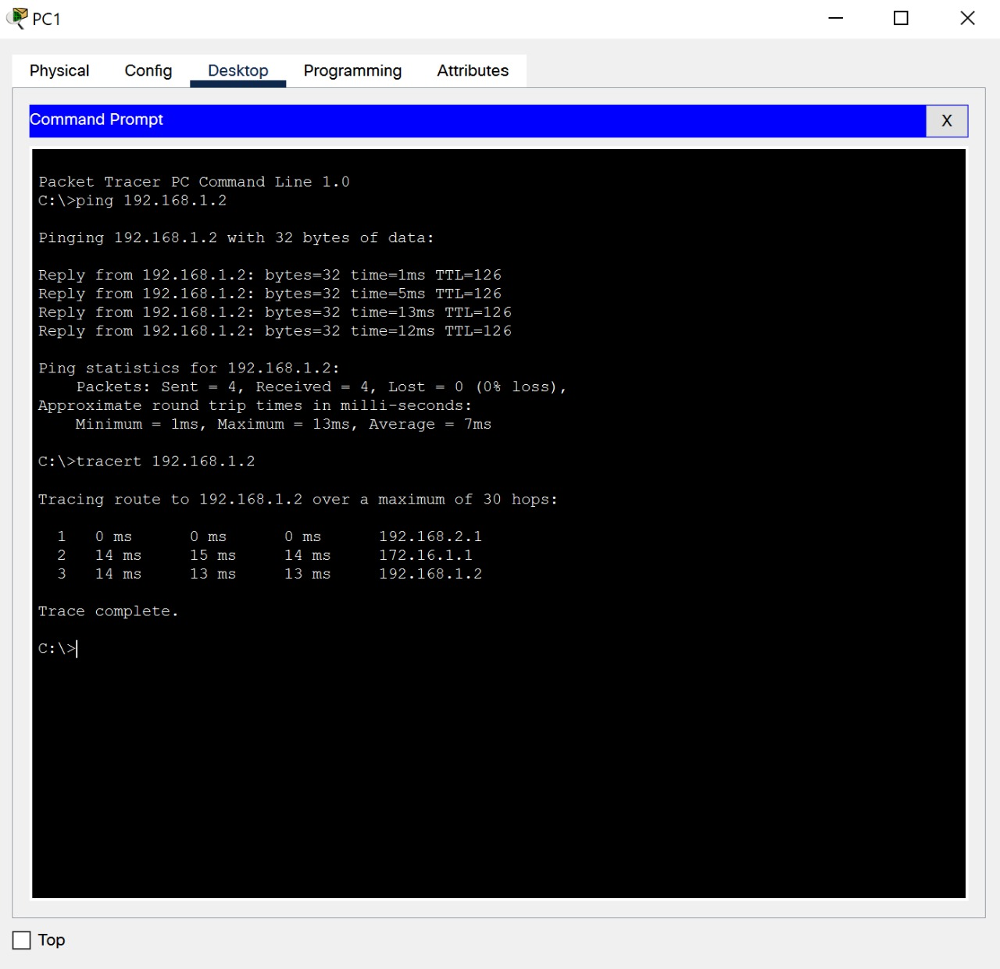 PC1
Physical Config Desktop Programming Attributes
Command Prompt X
Packet Tracer PC Command Line 1.0
C:\>ping 192.168.1.2
Pinging 192.168.1.2 with 32 bytes of data:
Reply from 192.168.1.2: bytes=32 time=1ms TTL=126
Reply from 192.168.1.2: bytes=32 time=5ms TTL=126
Reply from 192.168.1.2: bytes=32 time=13ms TTL=126
Reply from 192.168.1.2: bytes=32 time=12ms TTL=126
Ping statistics for 192.168.1.2:
Packets: Sent = 4, Received = 4, Lost = 0 (0% loss),
Approximate round trip times in milli-seconds:
Minimum = 1ms, Maximum = 13ms, Average = 7ms
C:\>tracert 192.168.1.2
Tracing route to 192.168.1.2 over a maximum of 30 hops:
1 0 ms 0 ms 0 ms 192.168.2.1
2 14 ms 15 ms 14 ms 172.16.1.1
3 14 ms 13 ms 13 ms 192.168.1.2
Trace complete.
C:\>
Top